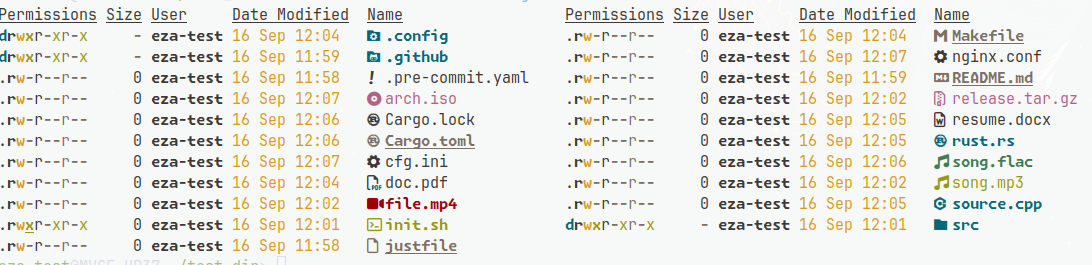 Permissions Size User Date Modified Name Permissions Size User Date Modified Name
drwxr-xr-x - eza-test 16 Sep 12:04 .config .rw-r--r-- 0 eza-test 16 Sep 12:04 Makefile
drwxr-xr-x - eza-test 16 Sep 11:59 .github .rw-r--r-- 0 eza-test 16 Sep 12:07 nginx.conf
.rw-r--r-- 0 eza-test 16 Sep 11:58 .pre-commit.yaml .rw-r--r-- 0 eza-test 16 Sep 11:59 README.md
.rw-r--r-- 0 eza-test 16 Sep 12:07 arch.iso .rw-r--r-- 0 eza-test 16 Sep 12:02 release.tar.gz
.rw-r--r-- 0 eza-test 16 Sep 12:06 Cargo.lock .rw-r--r-- 0 eza-test 16 Sep 12:05 resume.docx
.rw-r--r-- 0 eza-test 16 Sep 12:06 Cargo.toml .rw-r--r-- 0 eza-test 16 Sep 12:05 rust.rs
.rw-r--r-- 0 eza-test 16 Sep 12:07 cfg.ini .rw-r--r-- 0 eza-test 16 Sep 12:06 song.flac
.rw-r--r-- 0 eza-test 16 Sep 12:04 doc.pdf .rw-r--r-- 0 eza-test 16 Sep 12:02 song.mp3
.rw-r--r-- 0 eza-test 16 Sep 12:02 file.mp4 .rw-r--r-- 0 eza-test 16 Sep 12:05 source.cpp
.rwxr-xr-x 0 eza-test 16 Sep 12:01 init.sh drwxr-xr-x - eza-test 16 Sep 12:01 src
.rw-r--r-- 0 eza-test 16 Sep 11:58 justfile